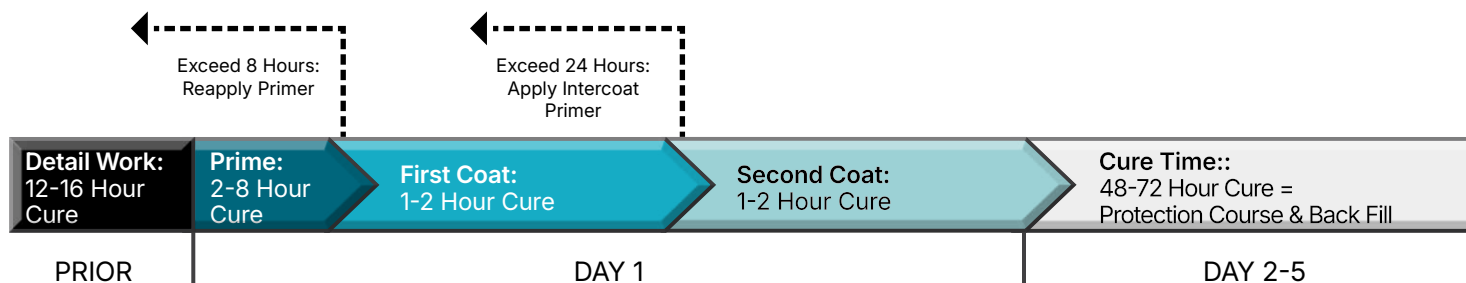 Exceed 8 Hours:
Reapply Primer
Exceed 24 Hours:
Apply Intercoat
Primer
Detail Work:
12-16 Hour
Cure
Prime:
2-8 Hour
Cure
First Coat:
1-2 Hour Cure
Second Coat:
1-2 Hour Cure
Cure Time::
48-72 Hour Cure =
Protection Course & Back Fill
PRIOR
DAY 1
DAY 2-5